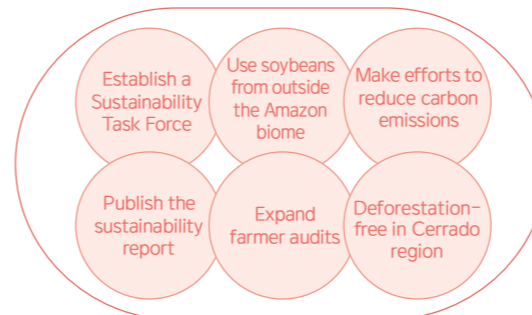 Establish a
Sustainability
Task Force
Use soybeans
from outside
the Amazon
biome
Make efforts to
reduce carbon
emissions
Publish the
sustainability
report
Expand
farmer audits
Deforestation-
free in Cerrado
region